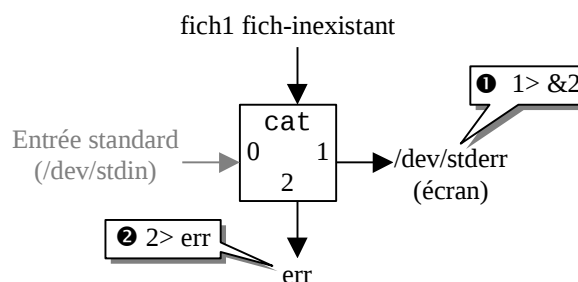 fich1 fich-inexistant
❶ 1> &2
cat
Entrée standard
(/dev/stdin)
0
1
/dev/stderr
(écran)
2
❷ 2> err
err